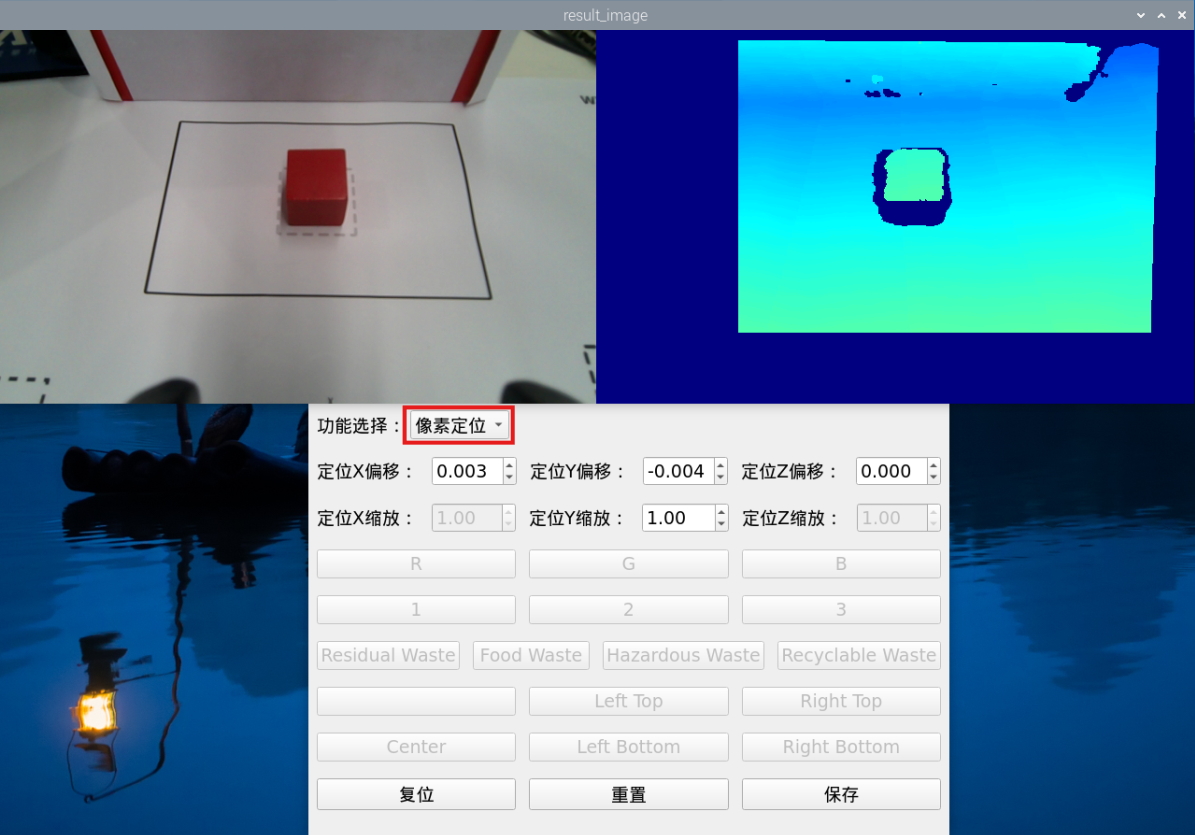 result_image
W
功能选择： 像素定位
定位X偏移： 0.003 定位Y偏移： -0.004 定位Z偏移： 0.000
定位X缩放： 1.00 定位Y缩放： 1.00 定位Z缩放： 1.00
R G B
1 2 3
Residual Waste Food Waste Hazardous Waste Recyclable Waste
Left Top Right Top
Center Left Bottom Right Bottom
复位 重置 保存